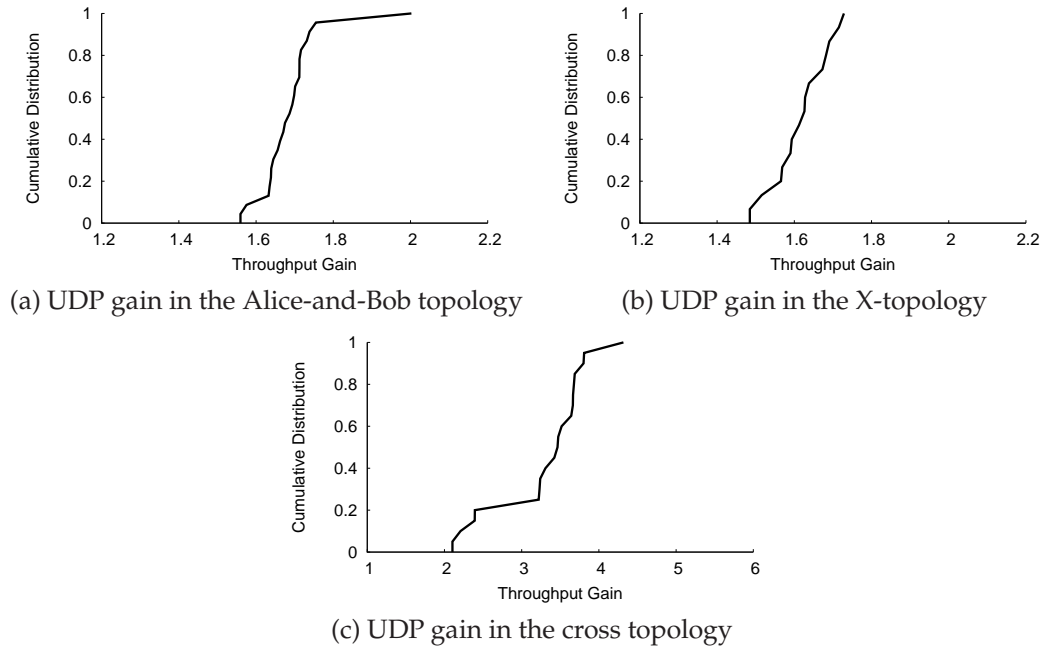 Cumulative Distribution
1
0.8
0.6
0.4
0.2
0
1.2 1.4 1.6 1.8 2 2.2
Throughput Gain
(a) UDP gain in the Alice-and-Bob topology
Cumulative Distribution
1
0.8
0.6
0.4
0.2
0
1.2 1.4 1.6 1.8 2 2.2
Throughput Gain
(b) UDP gain in the X-topology
Cumulative Distribution
1
0.8
0.6
0.4
0.2
0
1 2 3 4 5 6
Throughput Gain
(c) UDP gain in the cross topology